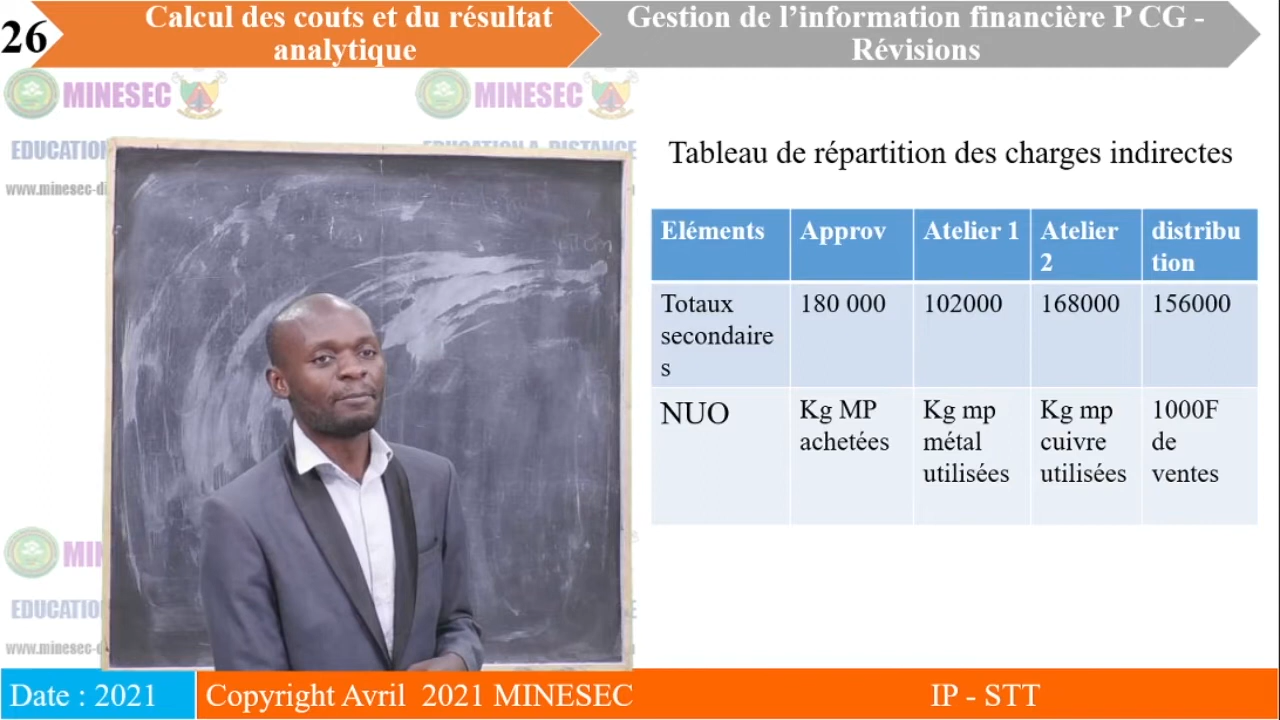 26
Calcul des couts et du résultat
analytique
Gestion de l’information financière P CG -
Révisions
MINESEC
MINESEC
EDUCATION A DISTANCE
Tableau de répartition des charges indirectes
Eléments
Approv
Atelier 1
Atelier
2
distribu
tion
Totaux
secondaire
s
180 000
102000
168000
156000
NUO
Kg MP
achetées
Kg mp
métal
utilisées
Kg mp
cuivre
utilisées
1000F
de
ventes
Date : 2021
Copyright Avril 2021 MINESEC
IP - STT